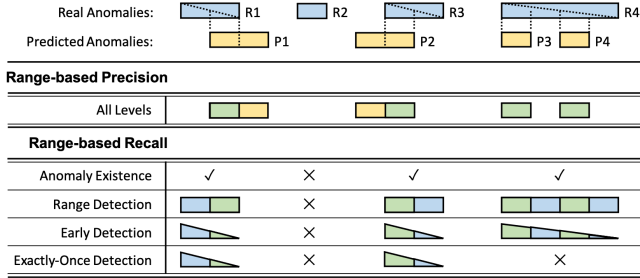 Real Anomalies: R1 R2 R3 R4
Predicted Anomalies: P1 P2 P3 P4
Range-based Precision
All Levels
Range-based Recall
Anomaly Existence ✓ ✕ ✓ ✓
Range Detection ✕
Early Detection ✕
Exactly-Once Detection ✕ ✕